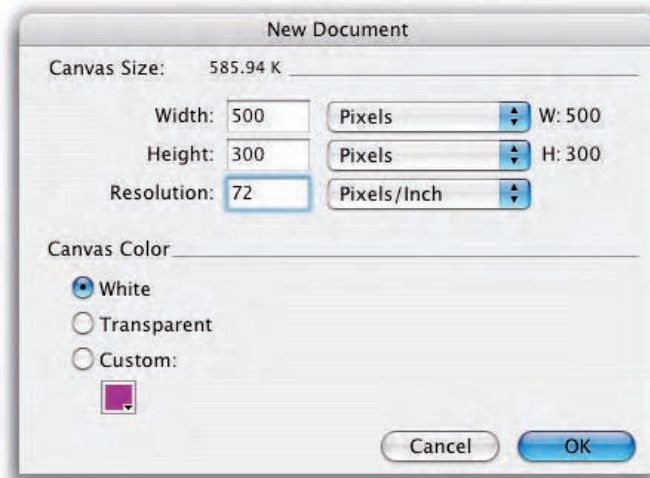 New Document
Canvas Size: 585.94 K
Width: 500 Pixels W: 500
Height: 300 Pixels H: 300
Resolution: 72 Pixels/Inch
Canvas Color
White
Transparent
Custom:
Cancel OK